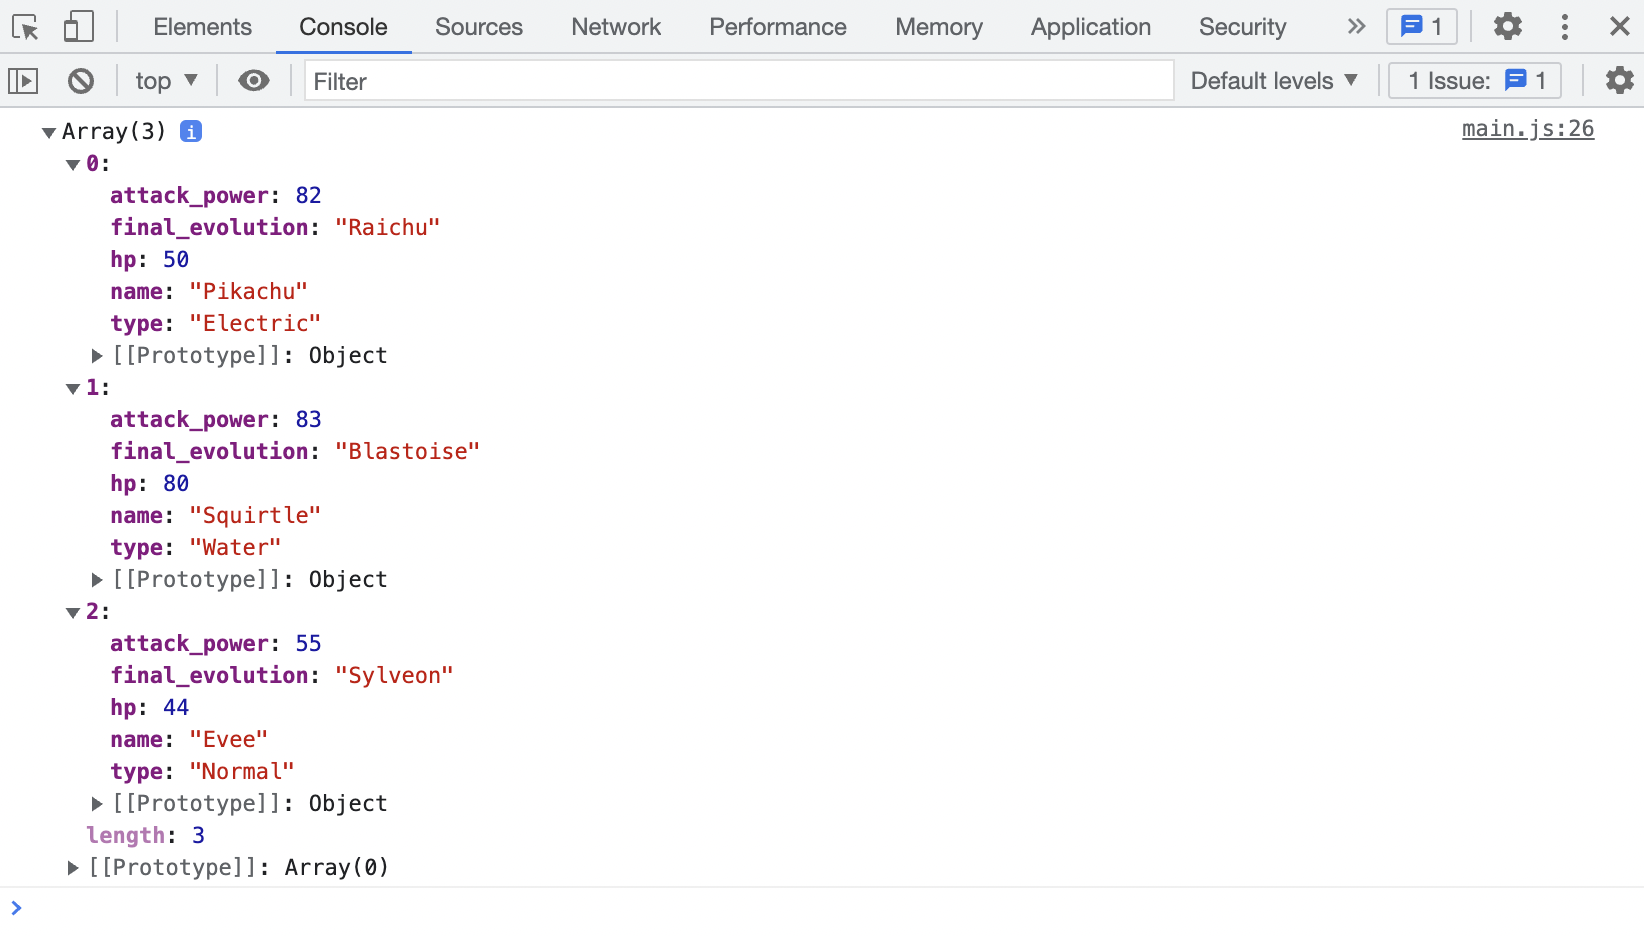 Elements Console Sources Network Performance Memory Application Security » 1
top ▼ Filter Default levels ▼ 1 Issue: 1
▼Array(3) i main.js:26
▼0:
attack_power: 82
final_evolution: "Raichu"
hp: 50
name: "Pikachu"
type: "Electric"
▶[[Prototype]]: Object
▼1:
attack_power: 83
final_evolution: "Blastoise"
hp: 80
name: "Squirtle"
type: "Water"
▶[[Prototype]]: Object
▼2:
attack_power: 55
final_evolution: "Sylveon"
hp: 44
name: "Evee"
type: "Normal"
▶[[Prototype]]: Object
length: 3
▶[[Prototype]]: Array(0)
>